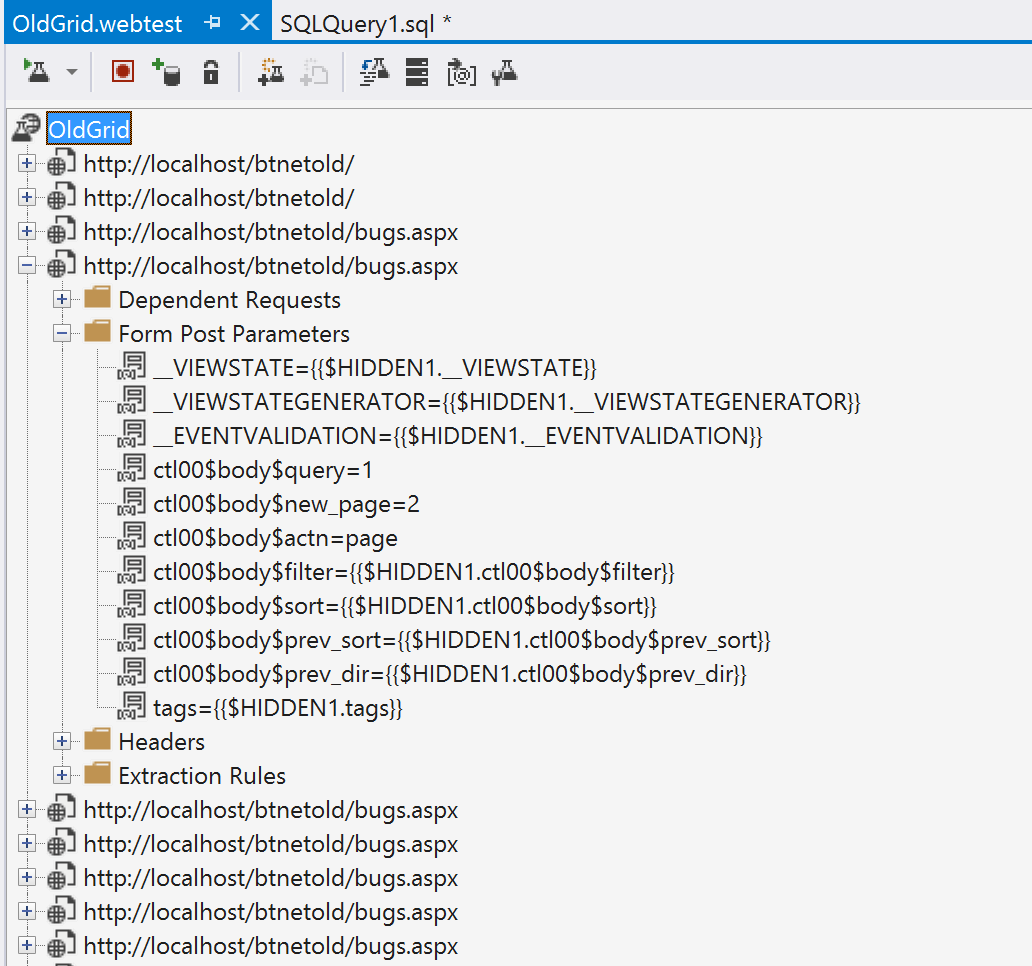 OldGrid.webtest SQLQuery1.sql *
OldGrid
http://localhost/btnetold/
http://localhost/btnetold/
http://localhost/btnetold/bugs.aspx
http://localhost/btnetold/bugs.aspx
Dependent Requests
Form Post Parameters
__VIEWSTATE={{$HIDDEN1.__VIEWSTATE}}
__VIEWSTATEGENERATOR={{$HIDDEN1.__VIEWSTATEGENERATOR}}
__EVENTVALIDATION={{$HIDDEN1.__EVENTVALIDATION}}
ctl00$body$query=1
ctl00$body$new_page=2
ctl00$body$actn=page
ctl00$body$filter={{$HIDDEN1.ctl00$body$filter}}
ctl00$body$sort={{$HIDDEN1.ctl00$body$sort}}
ctl00$body$prev_sort={{$HIDDEN1.ctl00$body$prev_sort}}
ctl00$body$prev_dir={{$HIDDEN1.ctl00$body$prev_dir}}
tags={{$HIDDEN1.tags}}
Headers
Extraction Rules
http://localhost/btnetold/bugs.aspx
http://localhost/btnetold/bugs.aspx
http://localhost/btnetold/bugs.aspx
http://localhost/btnetold/bugs.aspx
http://localhost/btnetold/bugs.aspx